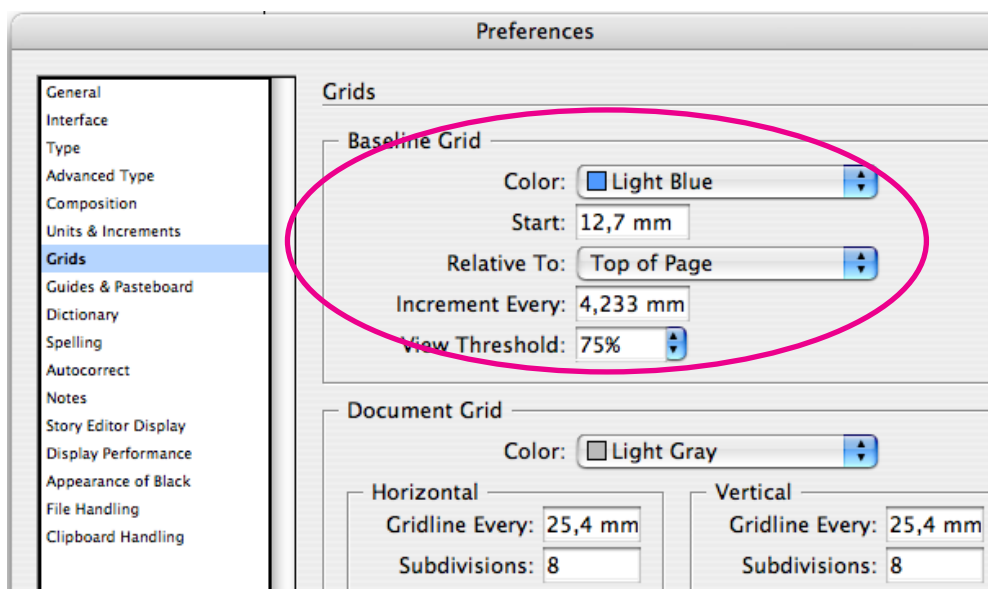 Preferences
General
Interface
Type
Advanced Type
Composition
Units & Increments
Grids
Guides & Pasteboard
Dictionary
Spelling
Autocorrect
Notes
Story Editor Display
Display Performance
Appearance of Black
File Handling
Clipboard Handling
Grids
Baseline Grid
Color: Light Blue
Start: 12,7 mm
Relative To: Top of Page
Increment Every: 4,233 mm
View Threshold: 75%
Document Grid
Color: Light Gray
Horizontal
Gridline Every: 25,4 mm
Subdivisions: 8
Vertical
Gridline Every: 25,4 mm
Subdivisions: 8